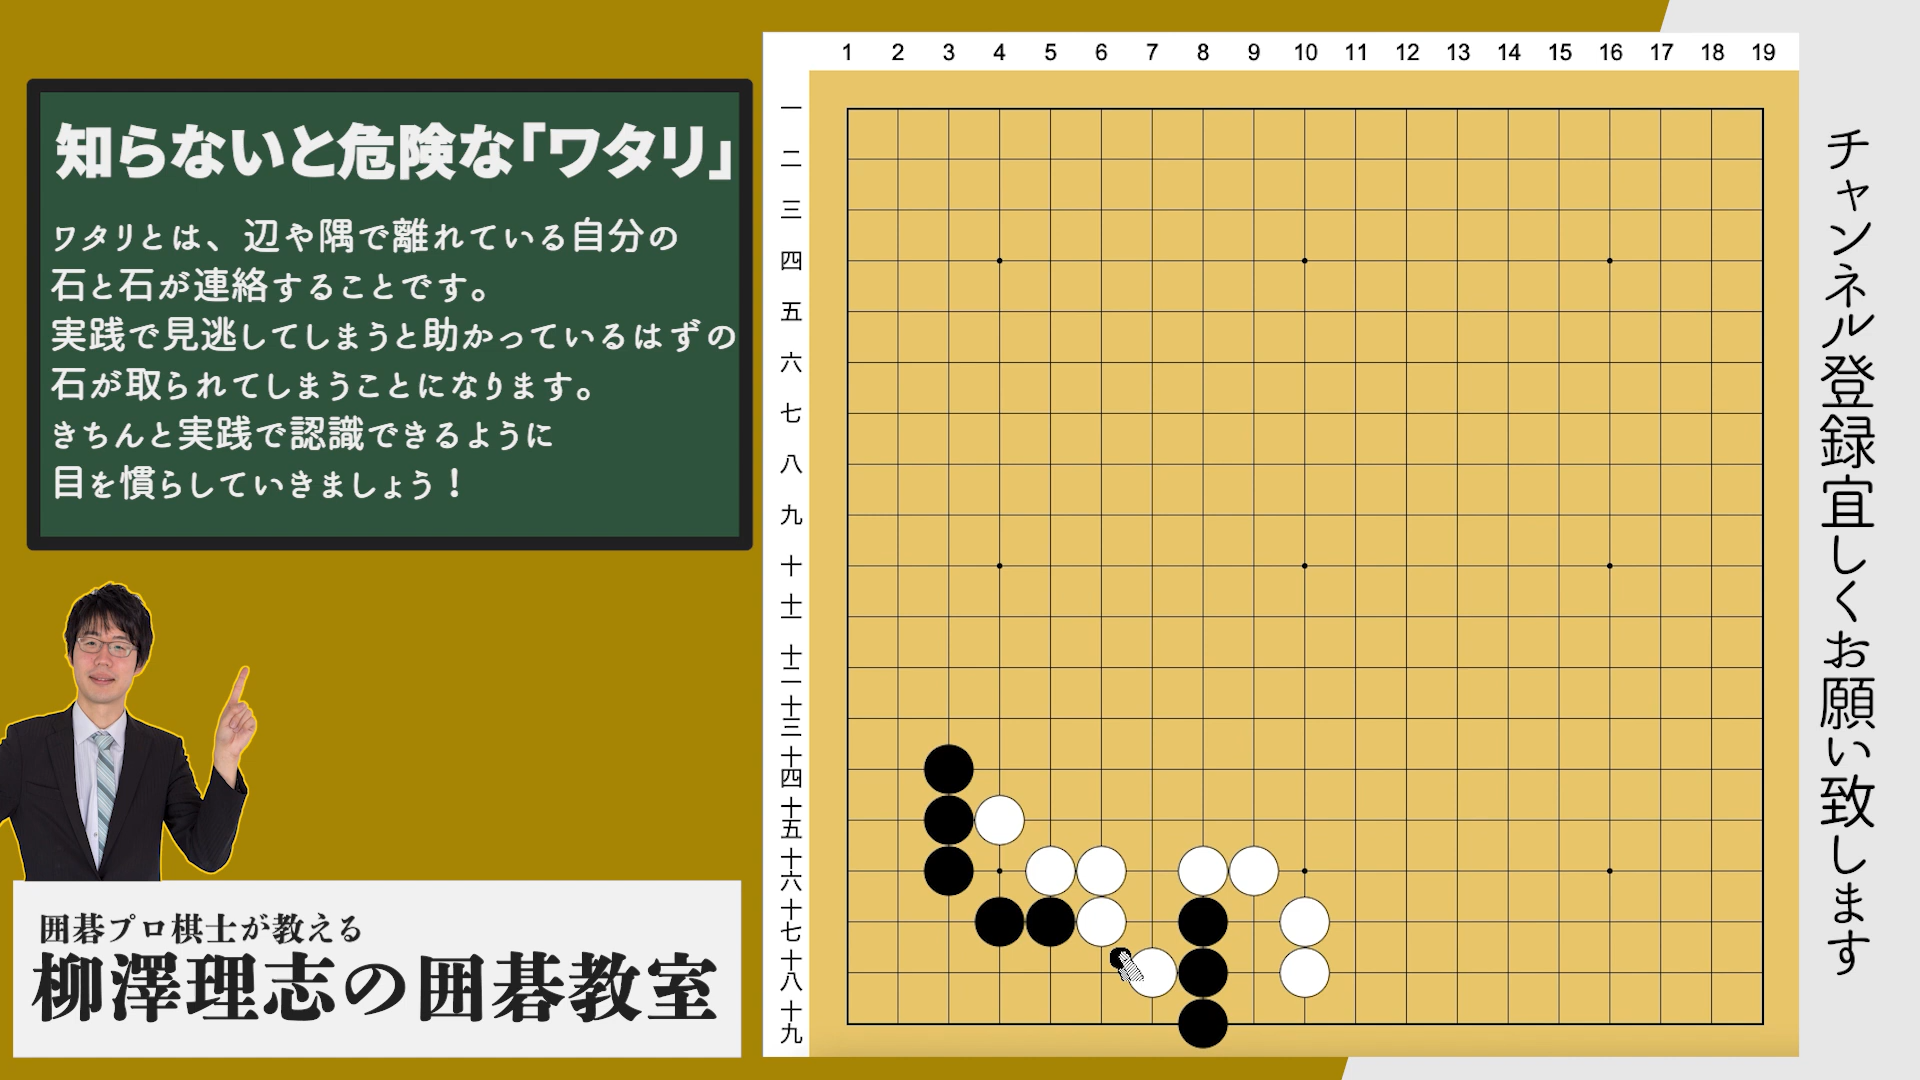 知らないと危険な「ワタリ」
ワタリとは、辺や隅で離れている自分の
石と石が連絡することです。
実践で見逃してしまうと助かっているはずの
石が取られてしまうことになります。
きちんと実践で認識できるように
目を慣らしていきましょう！
囲碁プロ棋士が教える
柳澤理志の囲碁教室
1 2 3 4 5 6 7 8 9 10 11 12 13 14 15 16 17 18 19
一
二
三
四
五
六
七
八
九
十
十一
十二
十三
十四
十五
十六
十七
十八
十九
チャンネル登録宜しくお願い致します